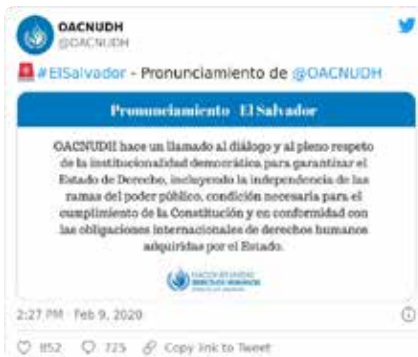 OACNUDH
@OACNUDH
🚨 #ElSalvador - Pronunciamiento de @OACNUDH
Pronunciamiento El Salvador
OACNUDH hace un llamado al diálogo y al pleno respeto
de la institucionalidad democrática para garantizar el
Estado de Derecho, incluyendo la independencia de las
ramas del poder público, condición necesaria para el
cumplimiento de la Constitución y en conformidad con
las obligaciones internacionales de derechos humanos
adquiridas por el Estado.
NACIONES UNIDAS
DERECHOS HUMANOS
2:27 PM · Feb 9, 2020
852 725 Copy link to Tweet